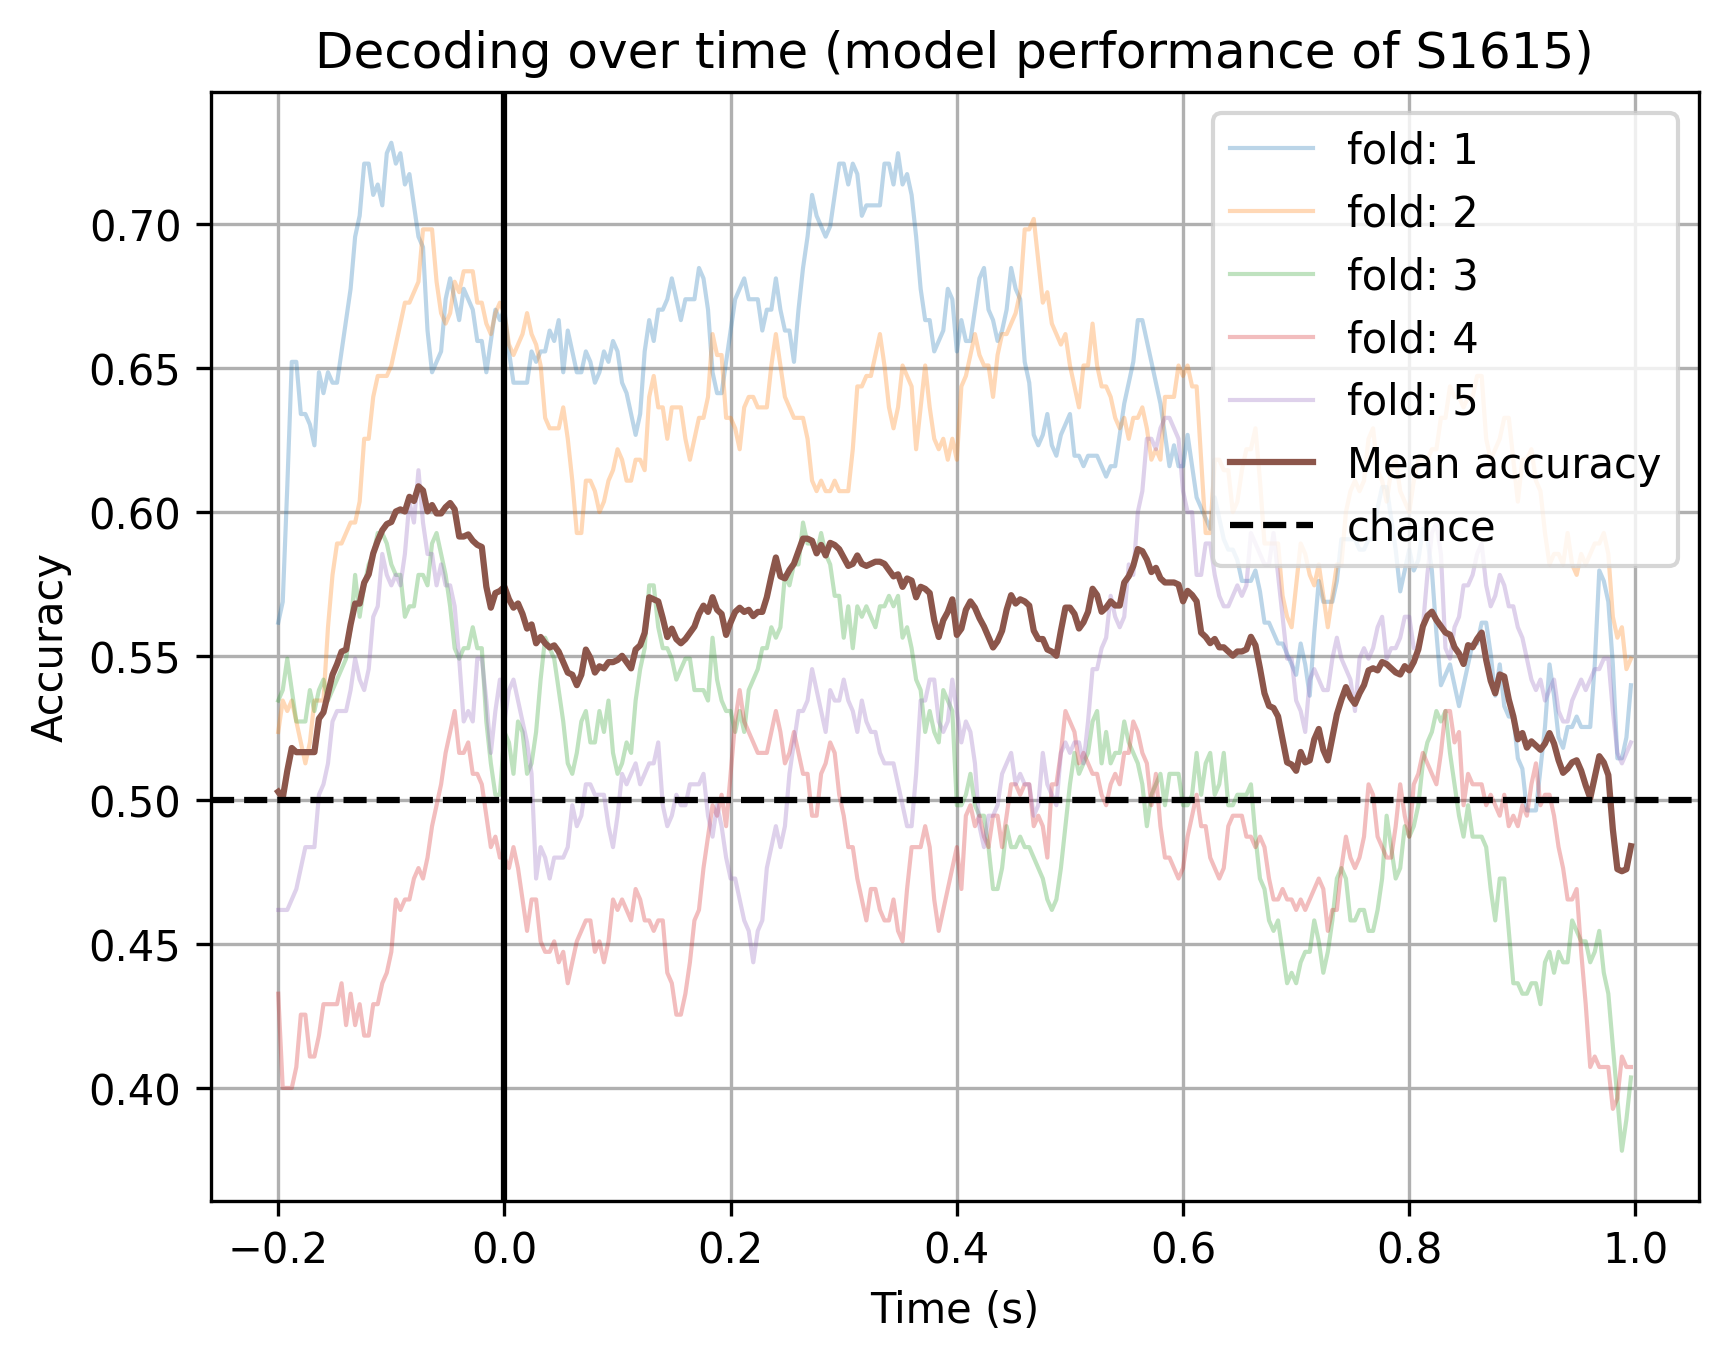 Decoding over time (model performance of S1615)
fold: 1
fold: 2
fold: 3
fold: 4
fold: 5
Mean accuracy
chance
Accuracy
0.70
0.65
0.60
0.55
0.50
0.45
0.40
−0.2
0.0
0.2
0.4
0.6
0.8
1.0
Time (s)